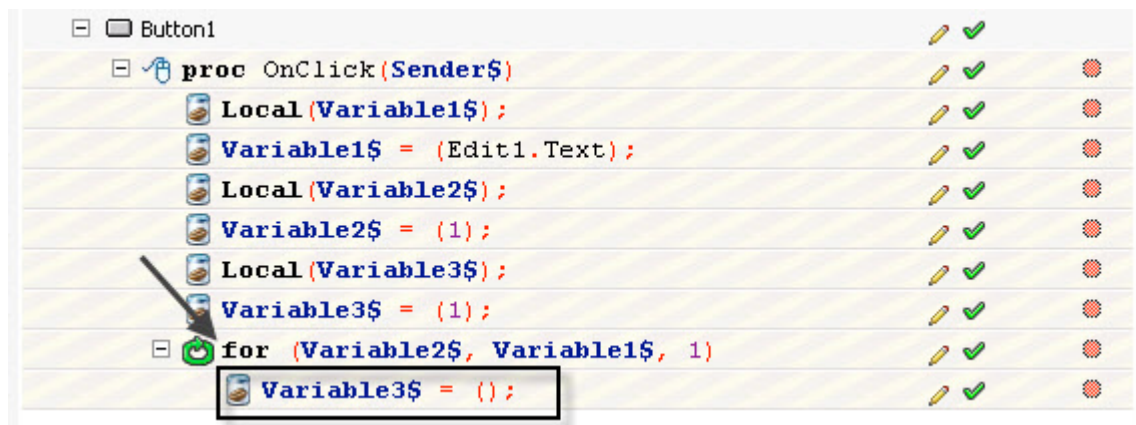 Button1
proc OnClick(Sender$)
Local(Variable1$);
Variable1$ = (Edit1.Text);
Local(Variable2$);
Variable2$ = (1);
Local(Variable3$);
Variable3$ = (1);
for (Variable2$, Variable1$, 1)
Variable3$ = ();